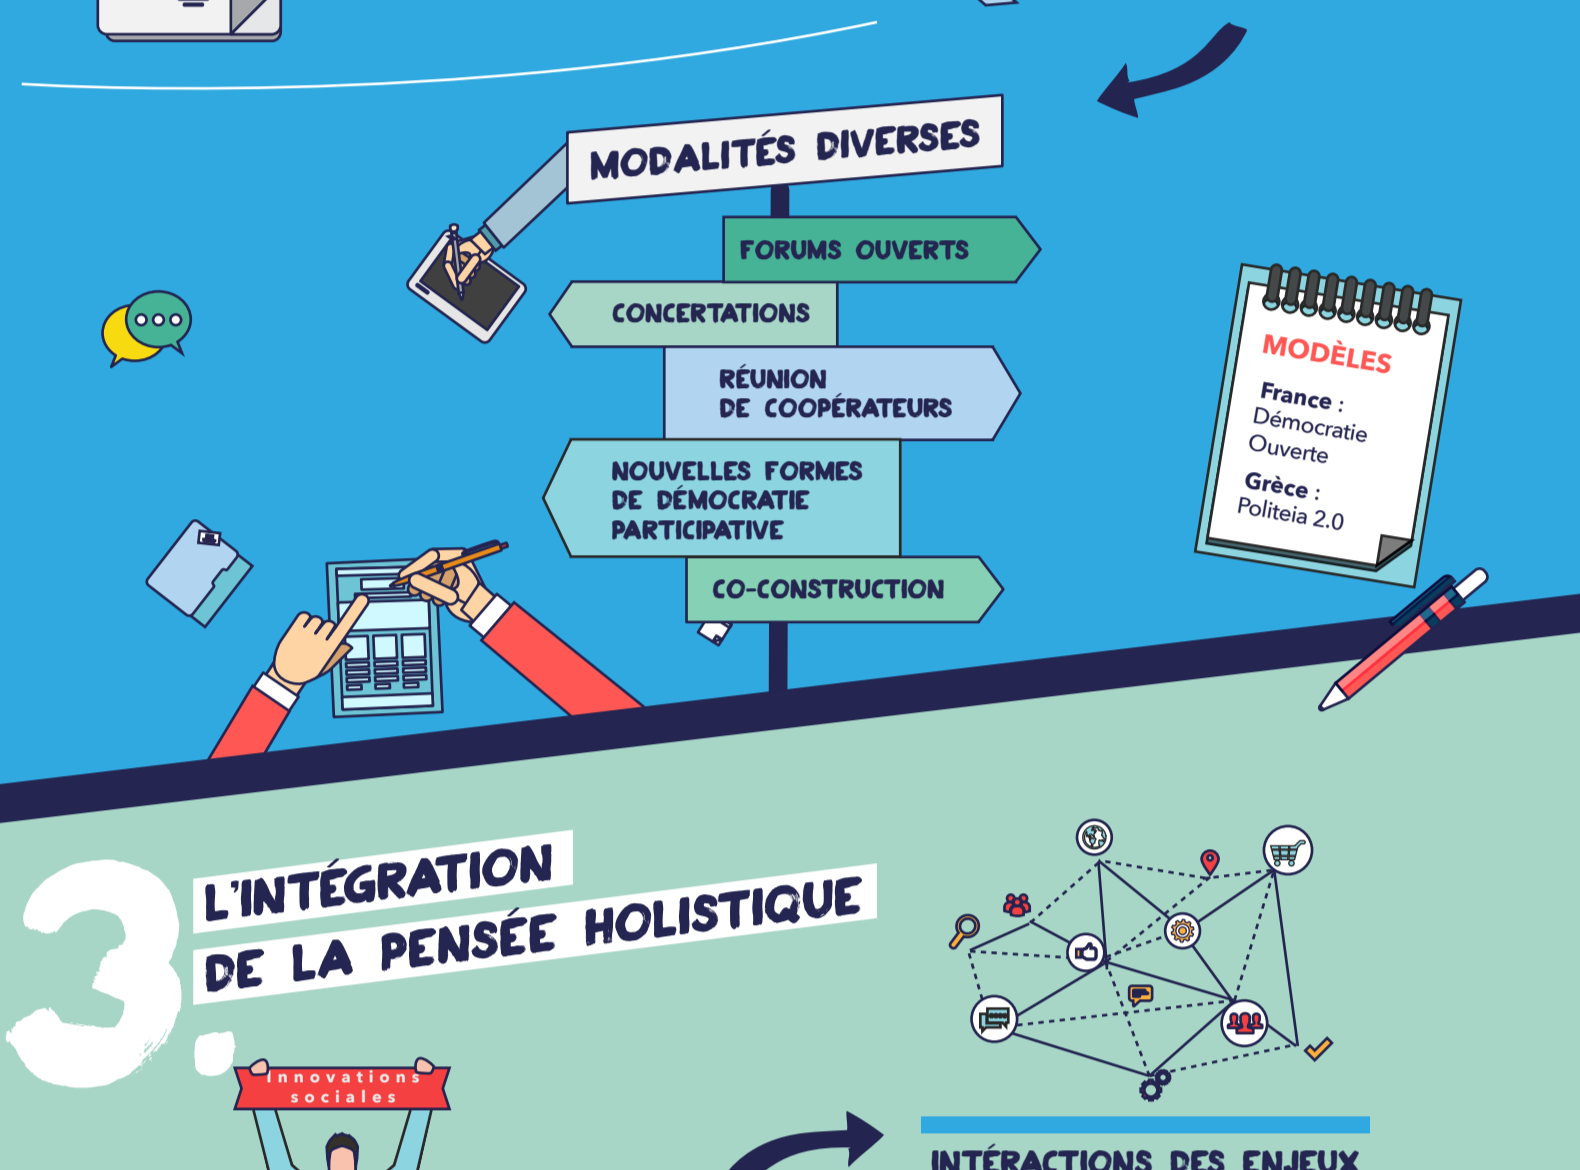 MODALITÉS DIVERSES
FORUMS OUVERTS
CONCERTATIONS
RÉUNION
DE COOPÉRATEURS
NOUVELLES FORMES
DE DÉMOCRATIE
PARTICIPATIVE
CO-CONSTRUCTION
MODÈLES
France :
Démocratie
Ouverte
Grèce :
Politeia 2.0
3.
L'INTÉGRATION
DE LA PENSÉE HOLISTIQUE
Innovations
sociales
INTÉRACTIONS DES ENJEUX